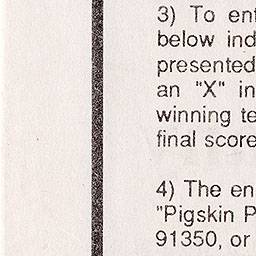 3) To ent
below ind
presented
an "X" in
winning te
final score
4) The en
"Pigskin P
91350, or